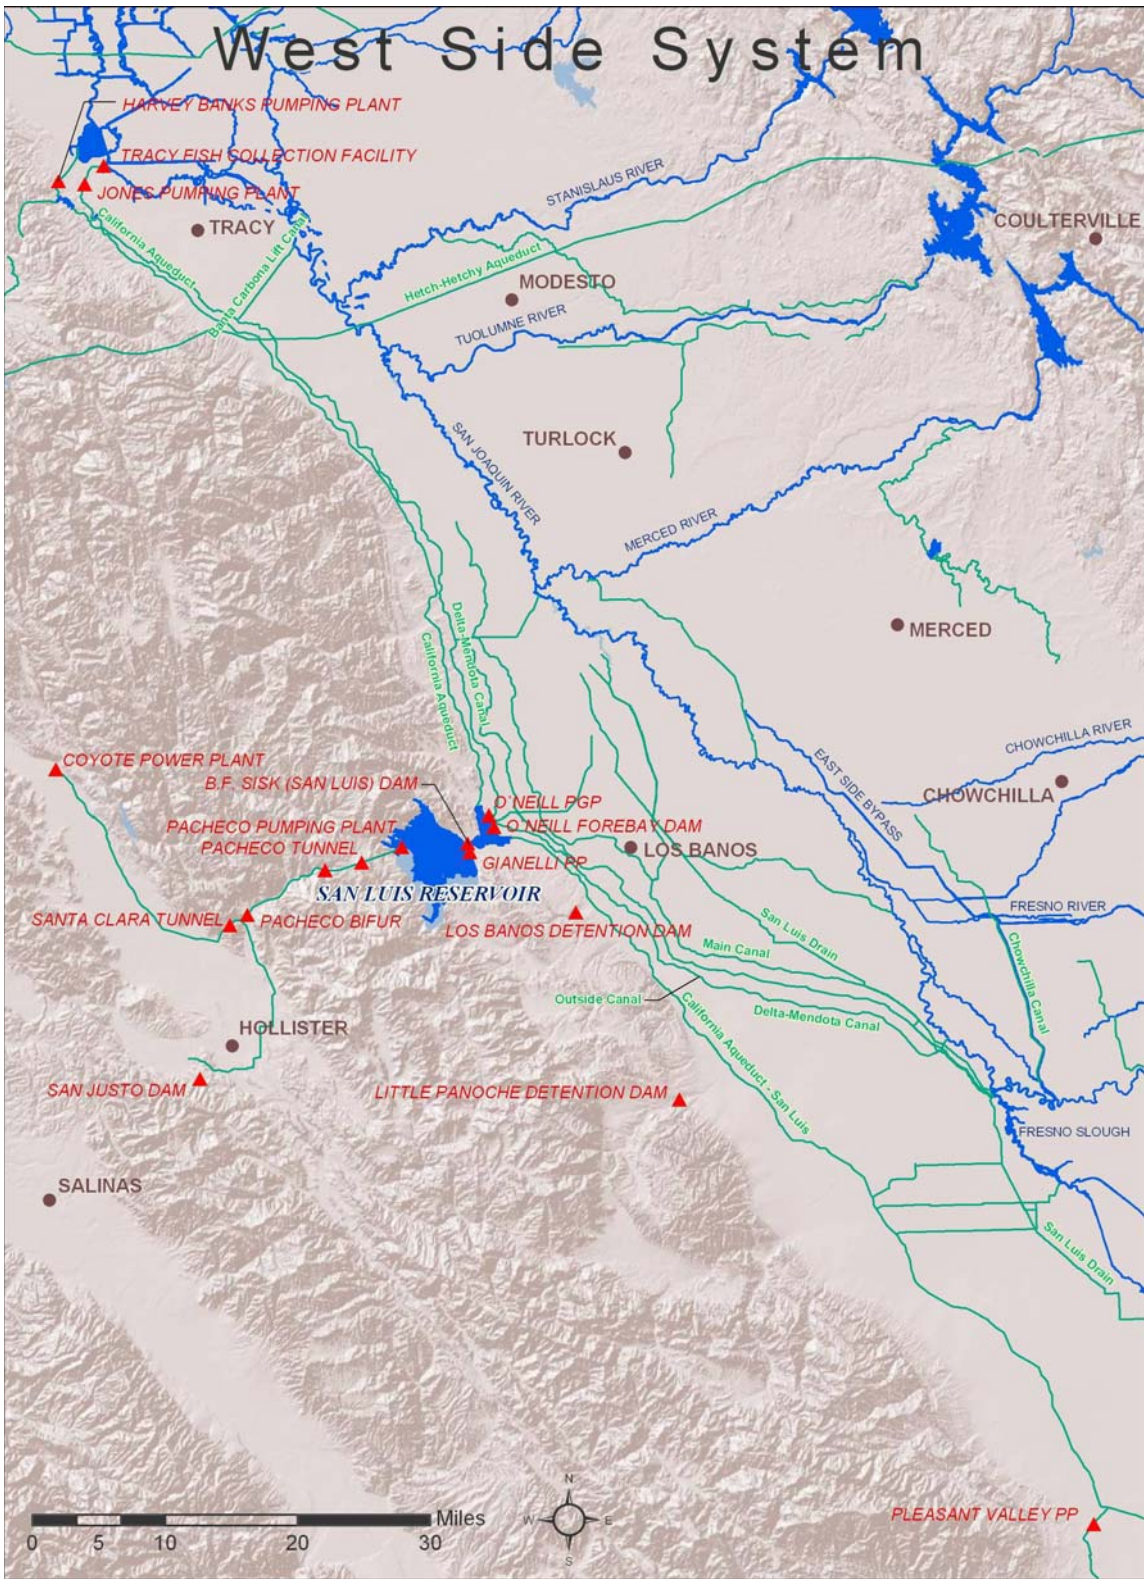 West Side System
HARVEY BANKS PUMPING PLANT
TRACY FISH COLLECTION FACILITY
JONES PUMPING PLANT
STANISLAUS RIVER
COULTERVILLE
TRACY
California Aqueduct
Banta Carbona Lift Canal
Hetch-Hetchy Aqueduct
MODESTO
TUOLUMNE RIVER
TURLOCK
SAN JOAQUIN RIVER
MERCED RIVER
MERCED
Delta-Mendota Canal
California Aqueduct
CHOWCHILLA RIVER
EAST SIDE BYPASS
COYOTE POWER PLANT
B.F. SISK (SAN LUIS) DAM
CHOWCHILLA
O'NEILL PGP
PACHECO PUMPING PLANT
O'NEILL FOREBAY DAM
PACHECO TUNNEL
LOS BANOS
GIANELLI PP
SAN LUIS RESERVOIR
FRESNO RIVER
SANTA CLARA TUNNEL
PACHECO BIFUR
LOS BANOS DETENTION DAM
San Luis Drain
Main Canal
Chowchilla Canal
Outside Canal
Delta-Mendota Canal
California Aqueduct - San Luis
HOLLISTER
SAN JUSTO DAM
LITTLE PANOCHE DETENTION DAM
FRESNO SLOUGH
SALINAS
San Luis Drain
PLEASANT VALLEY PP
N
W E
S
Miles
0 5 10 20 30